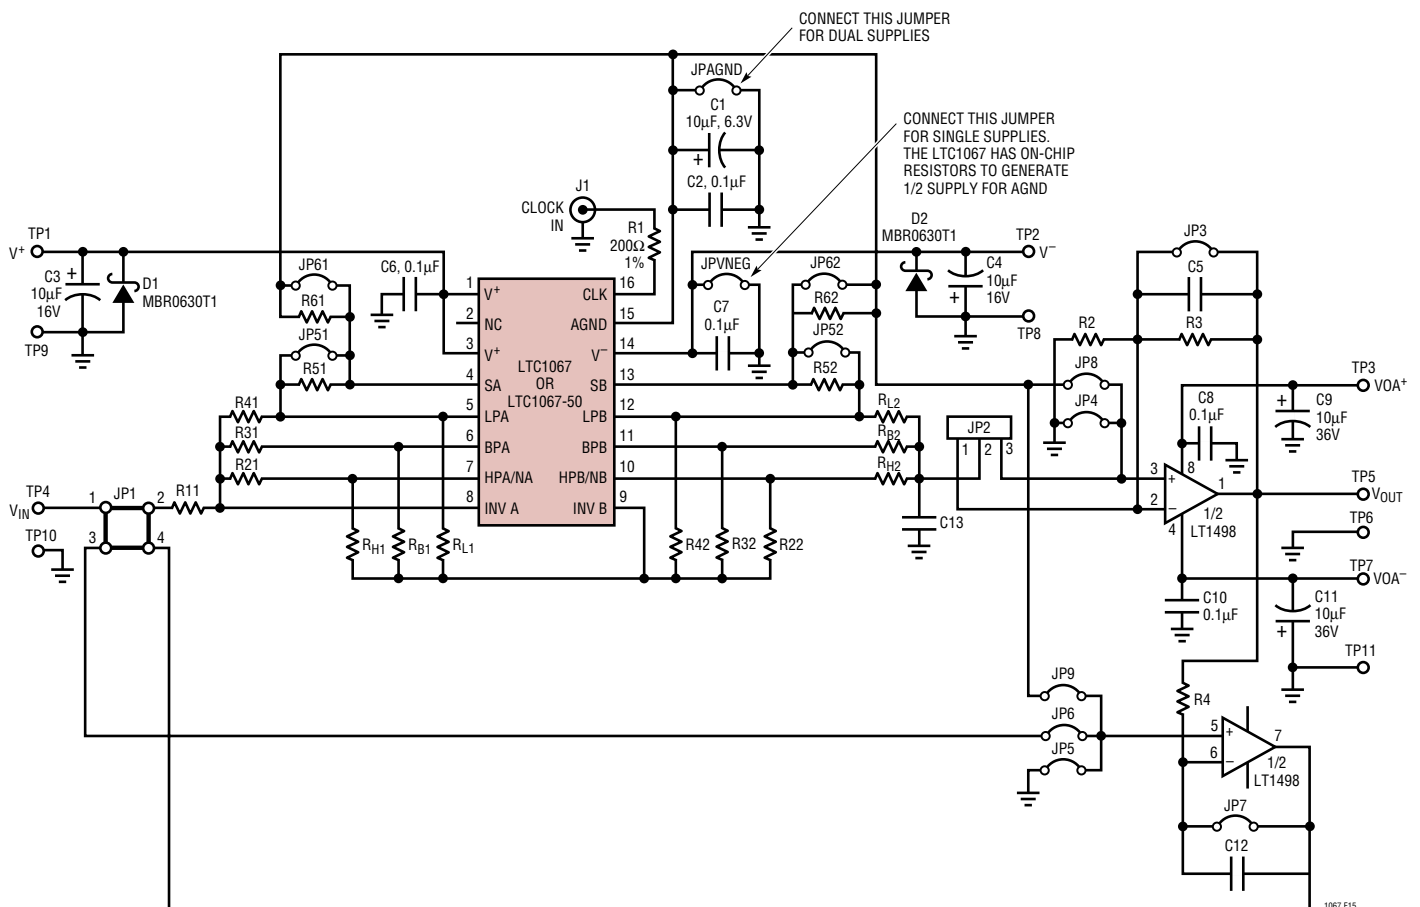 CONNECT THIS JUMPER
FOR DUAL SUPPLIES
JPAGND
C1
10µF, 6.3V
+
C2, 0.1µF
CONNECT THIS JUMPER
FOR SINGLE SUPPLIES.
THE LTC1067 HAS ON-CHIP
RESISTORS TO GENERATE
1/2 SUPPLY FOR AGND
J1
CLOCK
IN
R1
200Ω
1%
D2
MBR0630T1
TP2
V−
C4
10µF
16V
+
TP8
TP1
V+
C3
10µF
16V
+
D1
MBR0630T1
TP9
C6, 0.1µF
JP61
R61
JP51
R51
JPVNEG
C7
0.1µF
JP62
R62
JP52
R52
JP3
C5
R3
R2
JP8
JP4
1 V+
2 NC
3 V+
4 SA
5 LPA
6 BPA
7 HPA/NA
8 INV A
LTC1067
OR
LTC1067-50
CLK 16
AGND 15
V− 14
SB 13
LPB 12
BPB 11
HPB/NB 10
INV B 9
R41
R31
R21
R11
TP4
VIN
TP10
JP1
1 2
3 4
RH1
RB1
RL1
R42
R32
R22
RL2
RB2
RH2
C13
JP2
1 2 3
C8
0.1µF
TP3
VOA+
+
C9
10µF
36V
3 +
2 −
8
1
4
1/2
LT1498
TP5
VOUT
TP6
TP7
VOA−
C10
0.1µF
C11
10µF
36V
+
TP11
R4
JP9
JP6
JP5
5 +
6 −
7
1/2
LT1498
JP7
C12
1067 F15